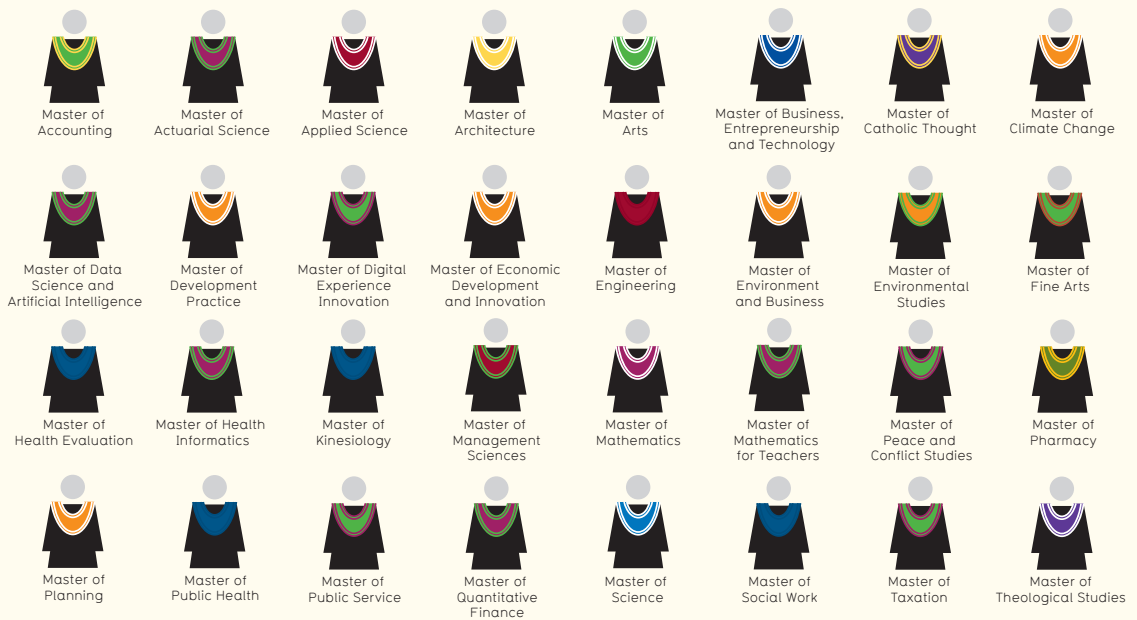 Master of
Accounting
Master of
Actuarial Science
Master of
Applied Science
Master of
Architecture
Master of
Arts
Master of Business,
Entrepreneurship
and Technology
Master of
Catholic Thought
Master of
Climate Change
Master of Data
Science and
Artificial Intelligence
Master of
Development
Practice
Master of Digital
Experience
Innovation
Master of Economic
Development
and Innovation
Master of
Engineering
Master of
Environment
and Business
Master of
Environmental
Studies
Master of
Fine Arts
Master of
Health Evaluation
Master of Health
Informatics
Master of
Kinesiology
Master of
Management
Sciences
Master of
Mathematics
Master of
Mathematics
for Teachers
Master of
Peace and
Conflict Studies
Master of
Pharmacy
Master of
Planning
Master of
Public Health
Master of
Public Service
Master of
Quantitative
Finance
Master of
Science
Master of
Social Work
Master of
Taxation
Master of
Theological Studies